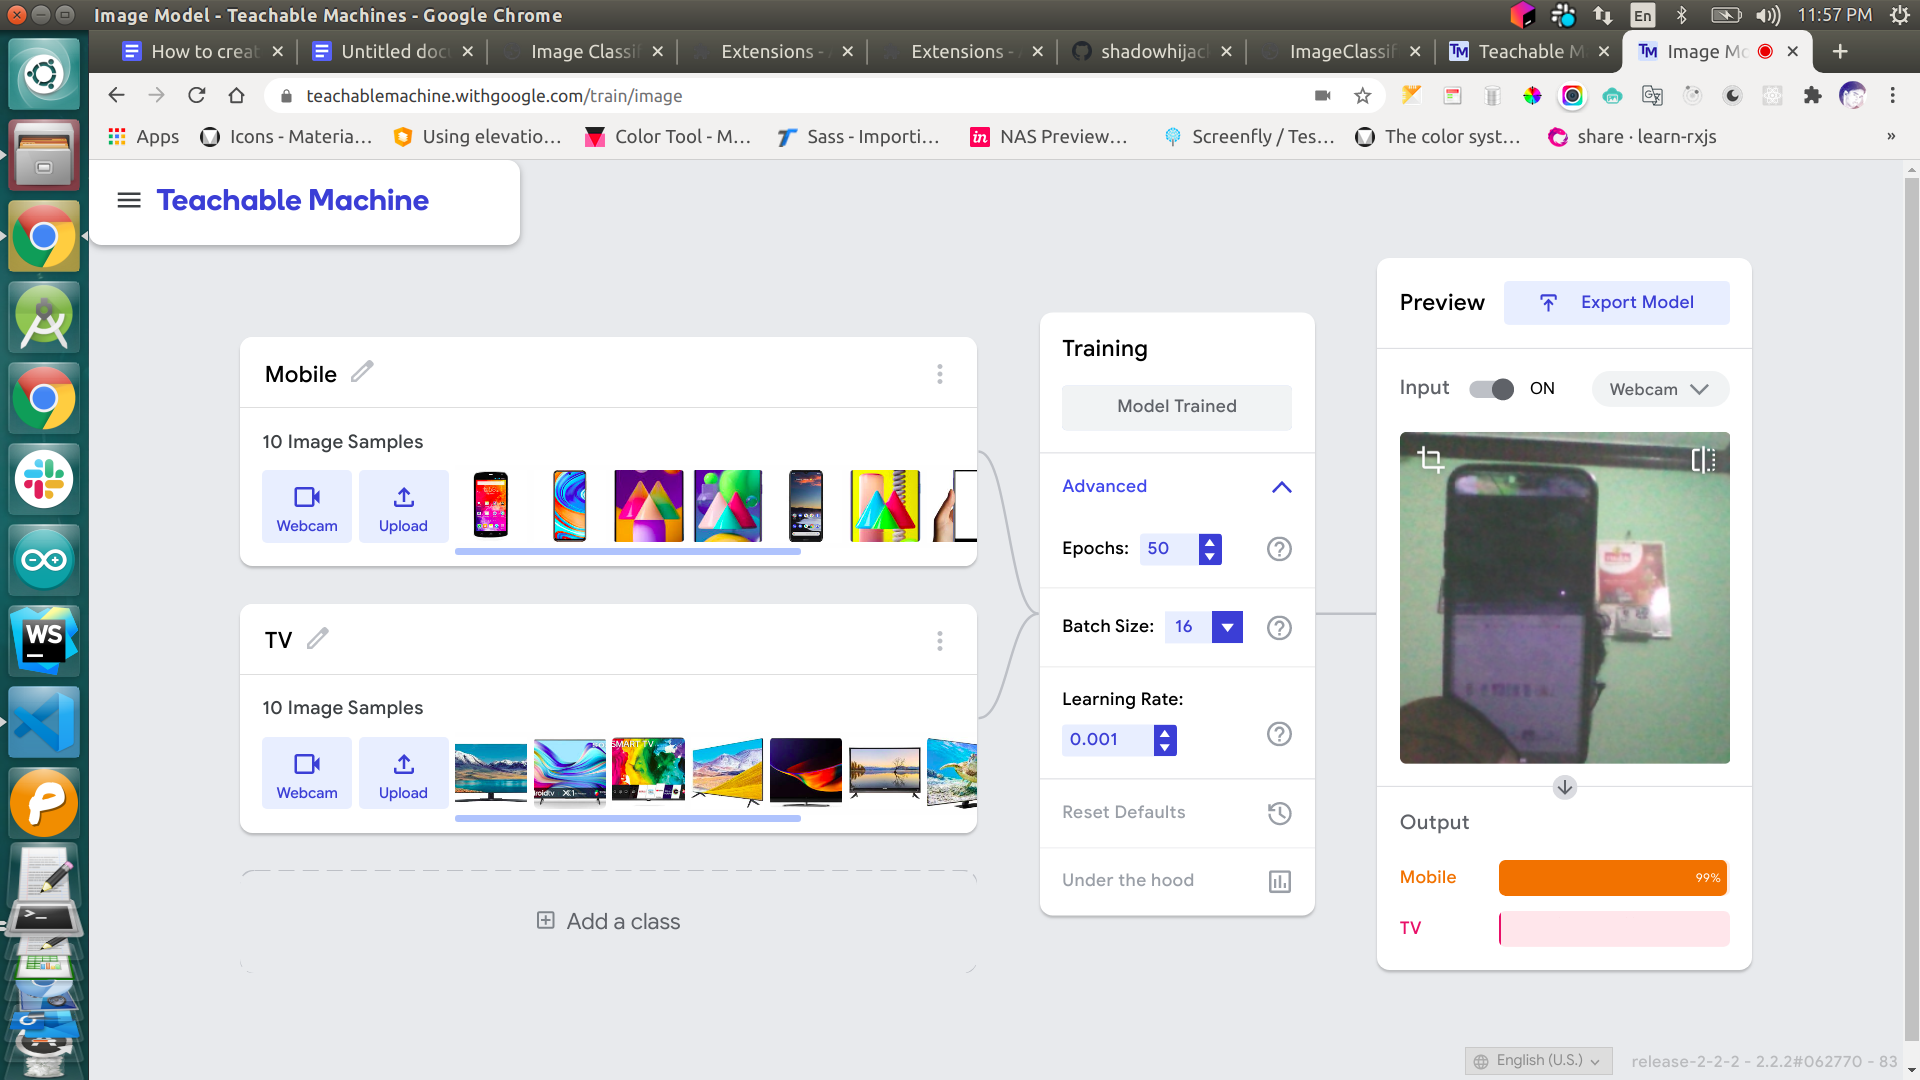 Image Model - Teachable Machines - Google Chrome
En
11:57 PM
How to creat
Untitled doc
Image Classif
Extensions - A
Extensions - A
shadowhijack
ImageClassif
Teachable M
Image Mo
teachablemachine.withgoogle.com/train/image
Apps
Icons - Materia...
Using elevatio...
Color Tool - M...
Sass - Importi...
NAS Preview...
Screenfly / Tes...
The color syst...
share · learn-rxjs
»
Teachable Machine
Mobile
10 Image Samples
Webcam
Upload
TV
10 Image Samples
Webcam
Upload
Add a class
Training
Model Trained
Advanced
Epochs:
50
Batch Size:
16
Learning Rate:
0.001
Reset Defaults
Under the hood
Preview
Export Model
Input
ON
Webcam
Output
Mobile
99%
TV
WS
English (U.S.)
release-2-2-2 - 2.2.2#062770 - 83